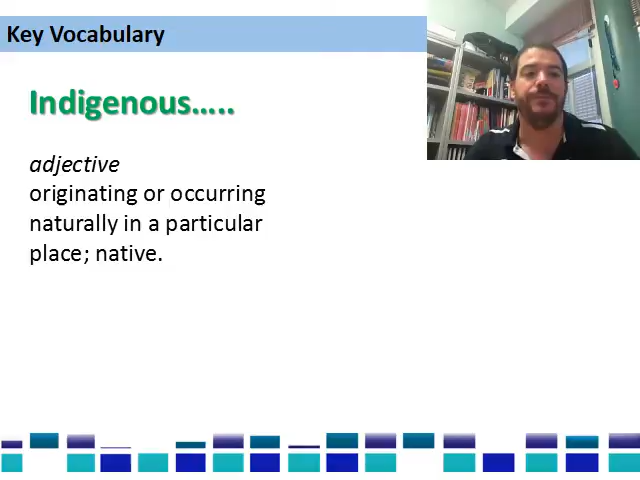 Key Vocabulary
Indigenous.....
adjective
originating or occurring
naturally in a particular
place; native.